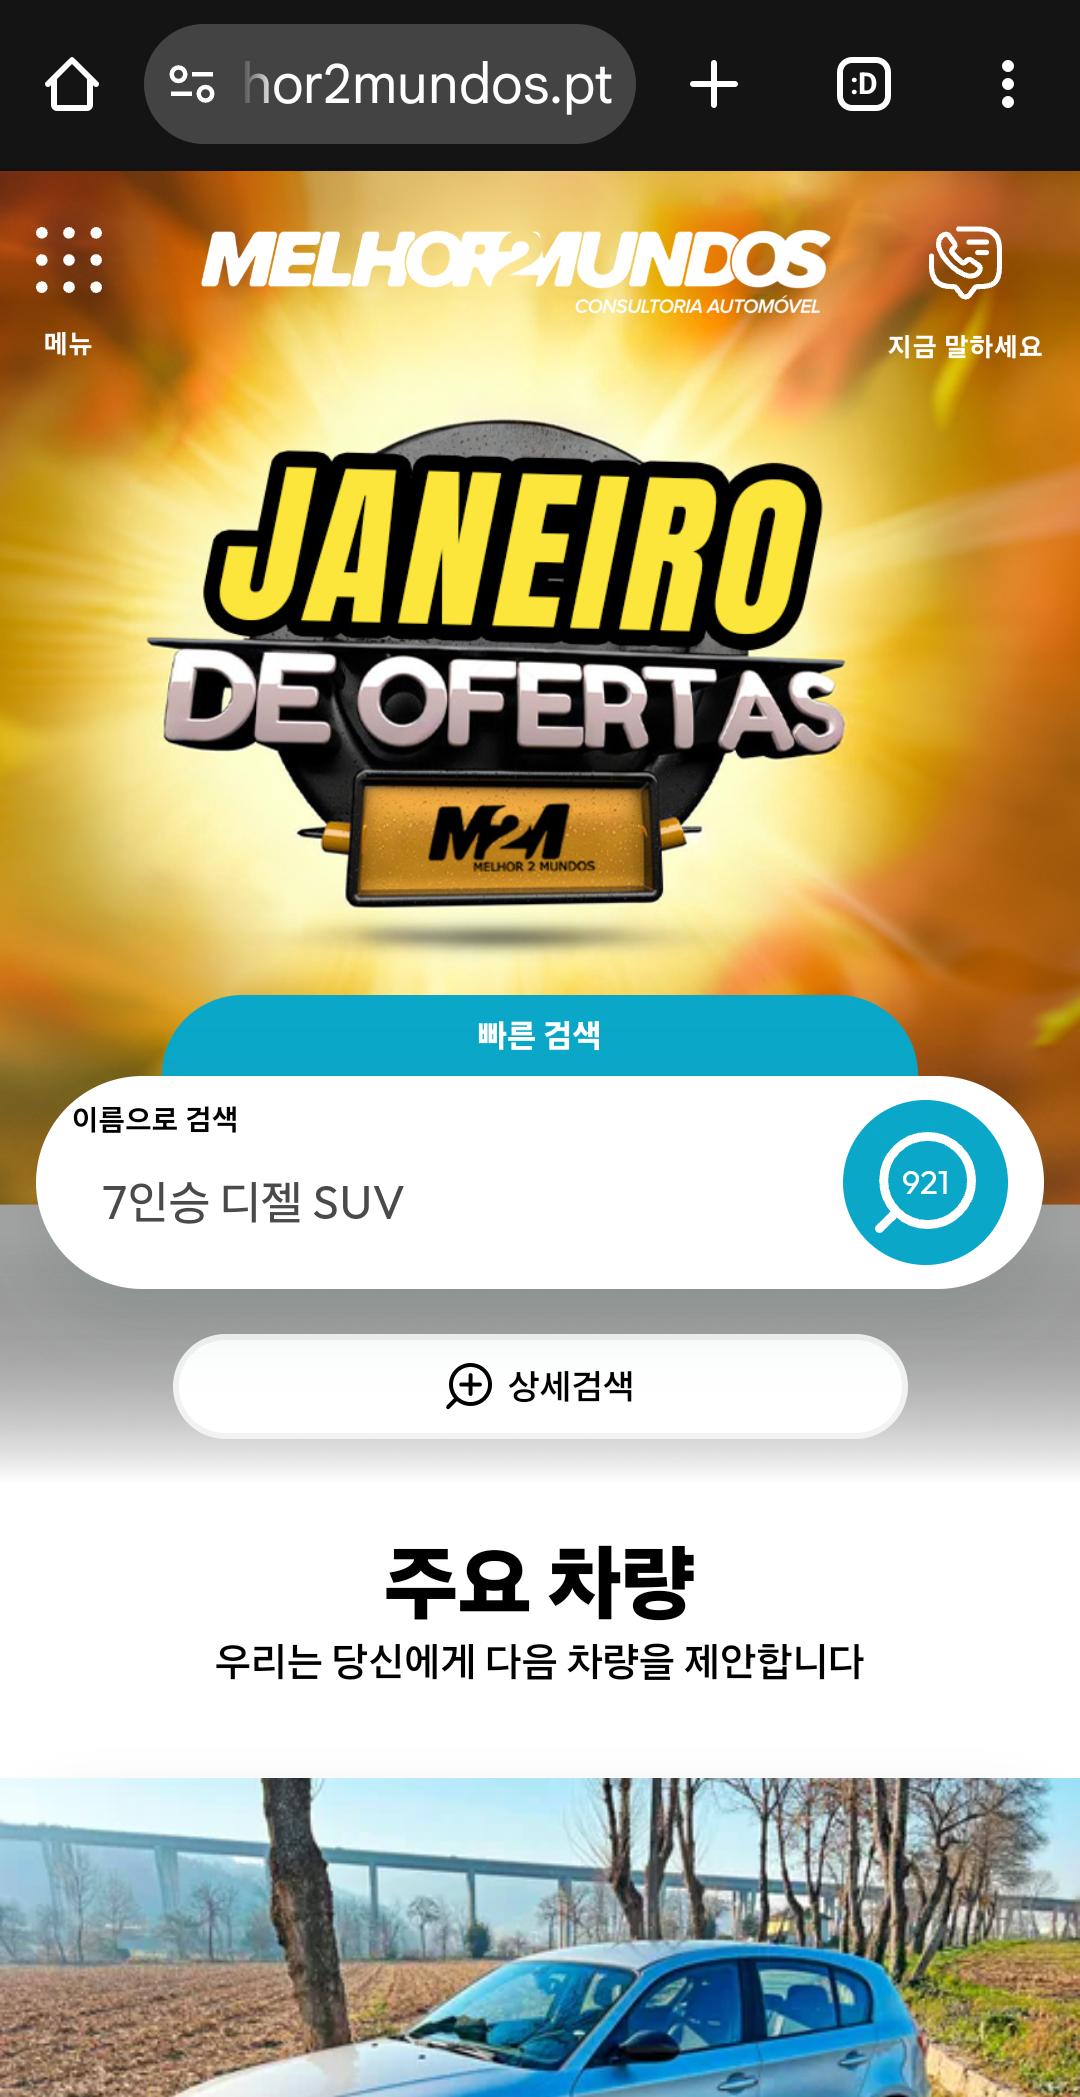 hor2mundos.pt
:D
MELHOR2MUNDOS
CONSULTORIA AUTOMÓVEL
메뉴
지금 말하세요
JANEIRO
DE OFERTAS
M2M
MELHOR 2 MUNDOS
빠른 검색
이름으로 검색
7인승 디젤 SUV
921
상세검색
주요 차량
우리는 당신에게 다음 차량을 제안합니다